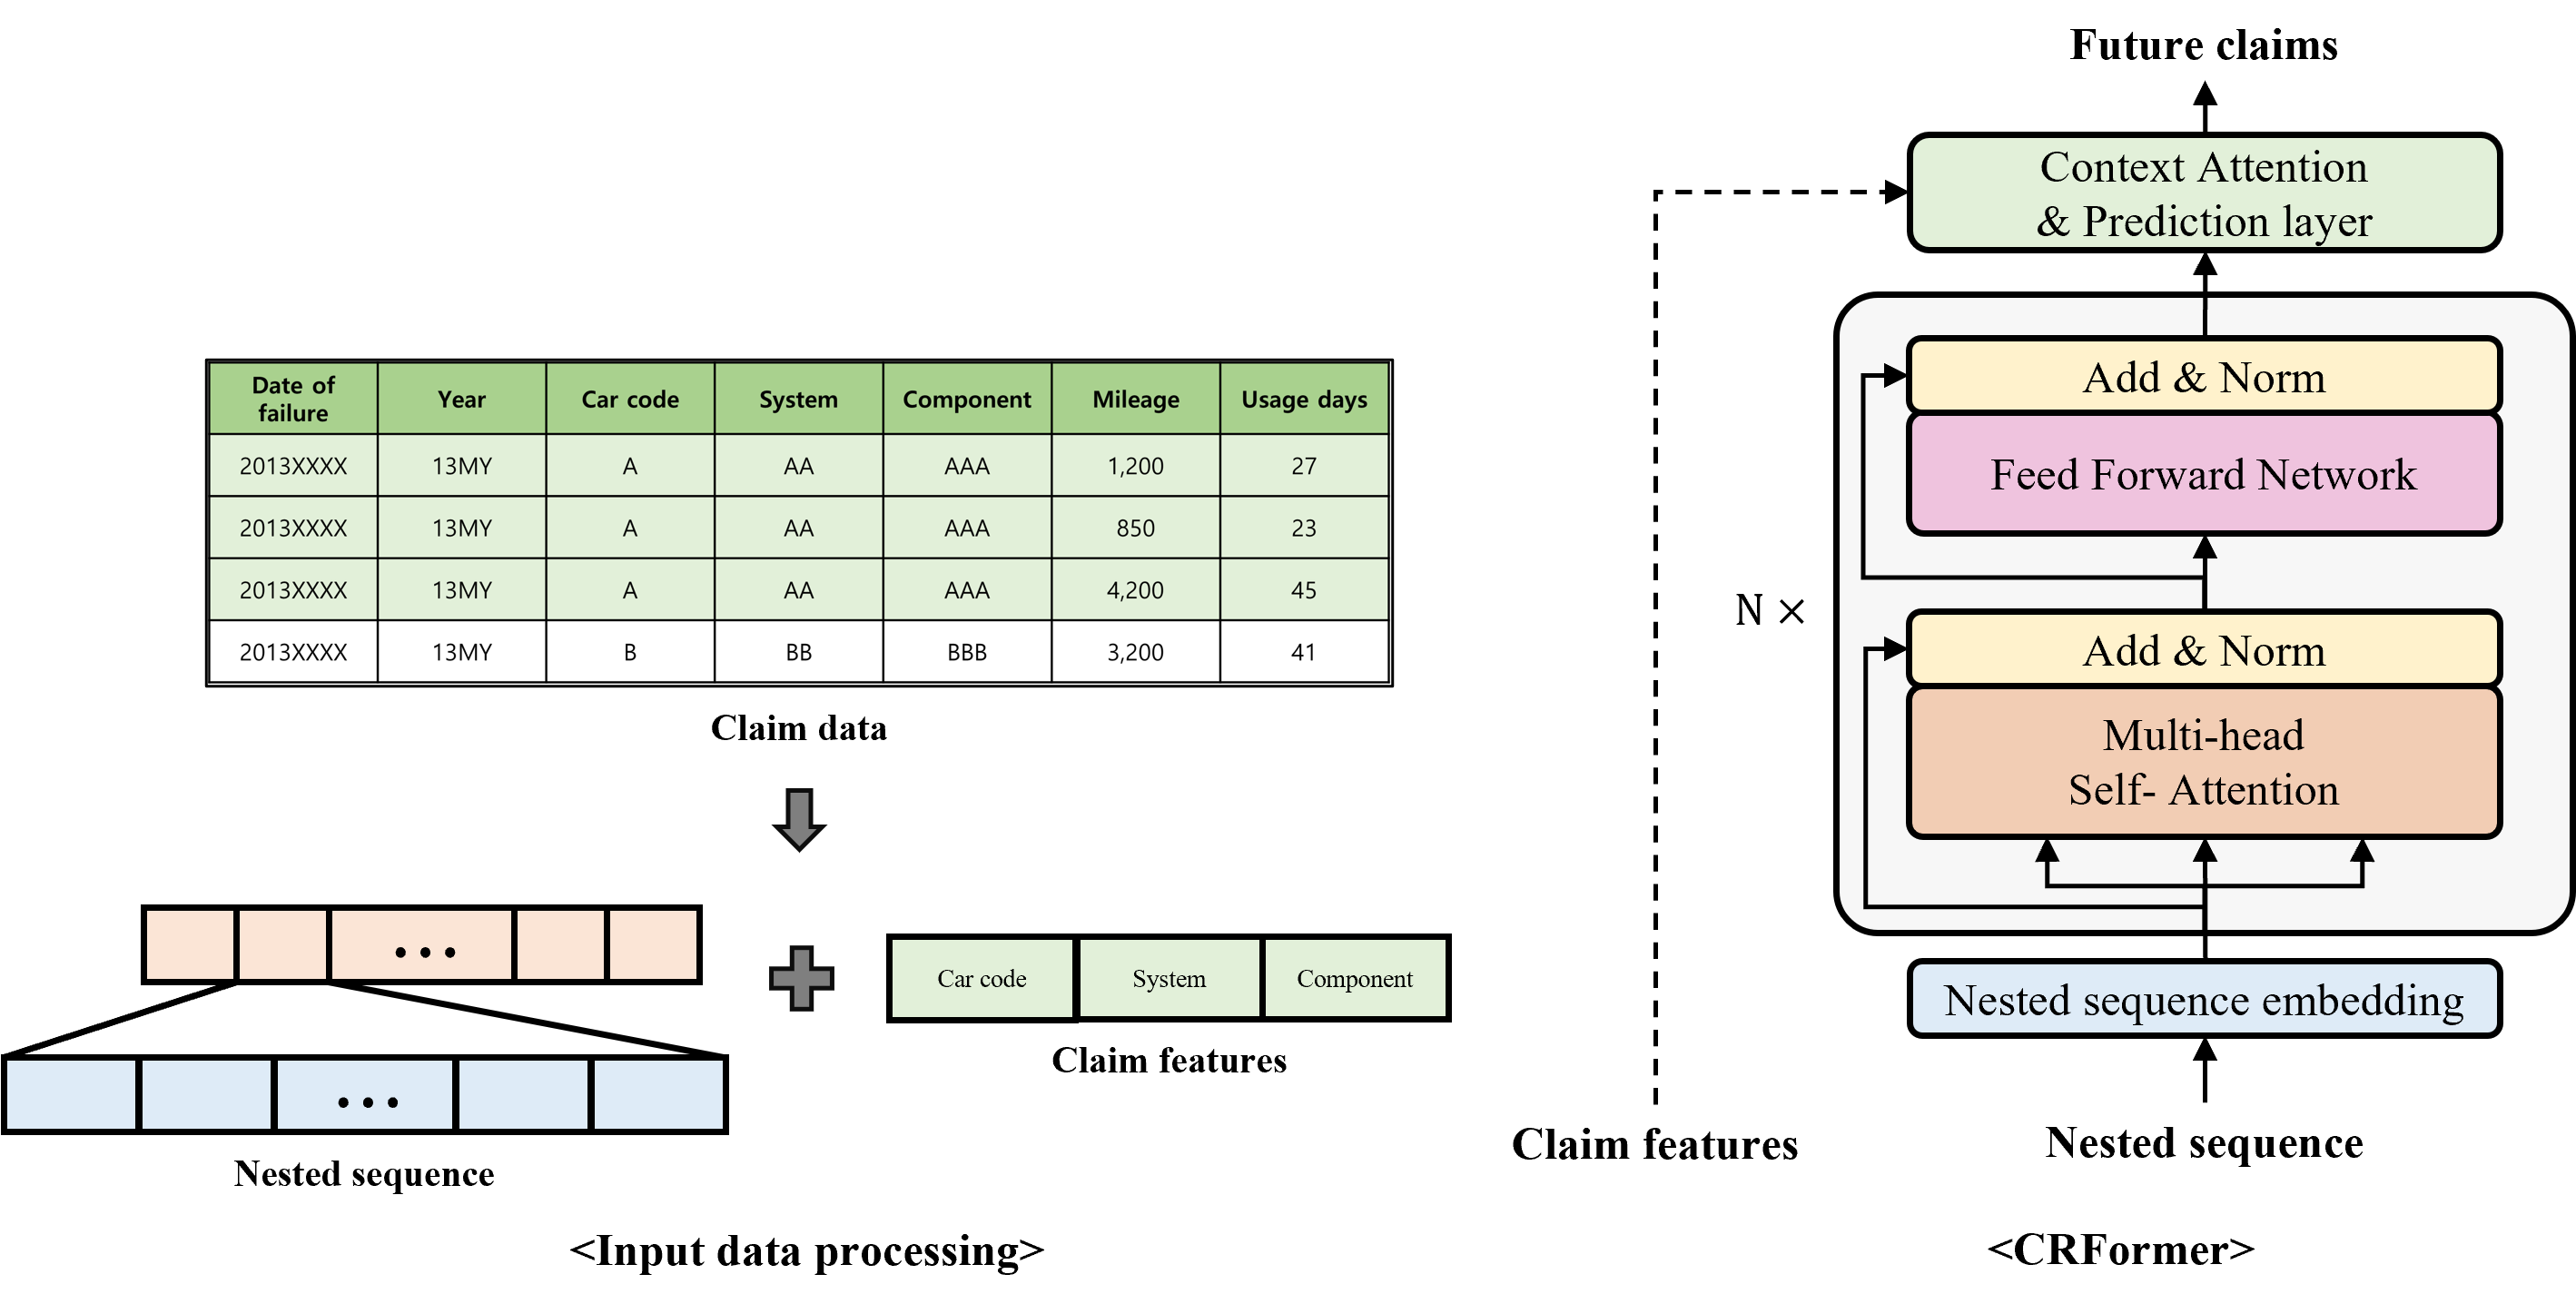 Date of
failure
Year
Car code
System
Component
Mileage
Usage days
2013XXXX 13MY A AA AAA 1,200 27
2013XXXX 13MY A AA AAA 850 23
2013XXXX 13MY A AA AAA 4,200 45
2013XXXX 13MY B BB BBB 3,200 41
Claim data
...
...
Nested sequence
Car code
System
Component
Claim features
<Input data processing>
Future claims
Context Attention
& Prediction layer
Add & Norm
Feed Forward Network
N ×
Add & Norm
Multi-head
Self- Attention
Nested sequence embedding
Claim features
Nested sequence
<CRFormer>